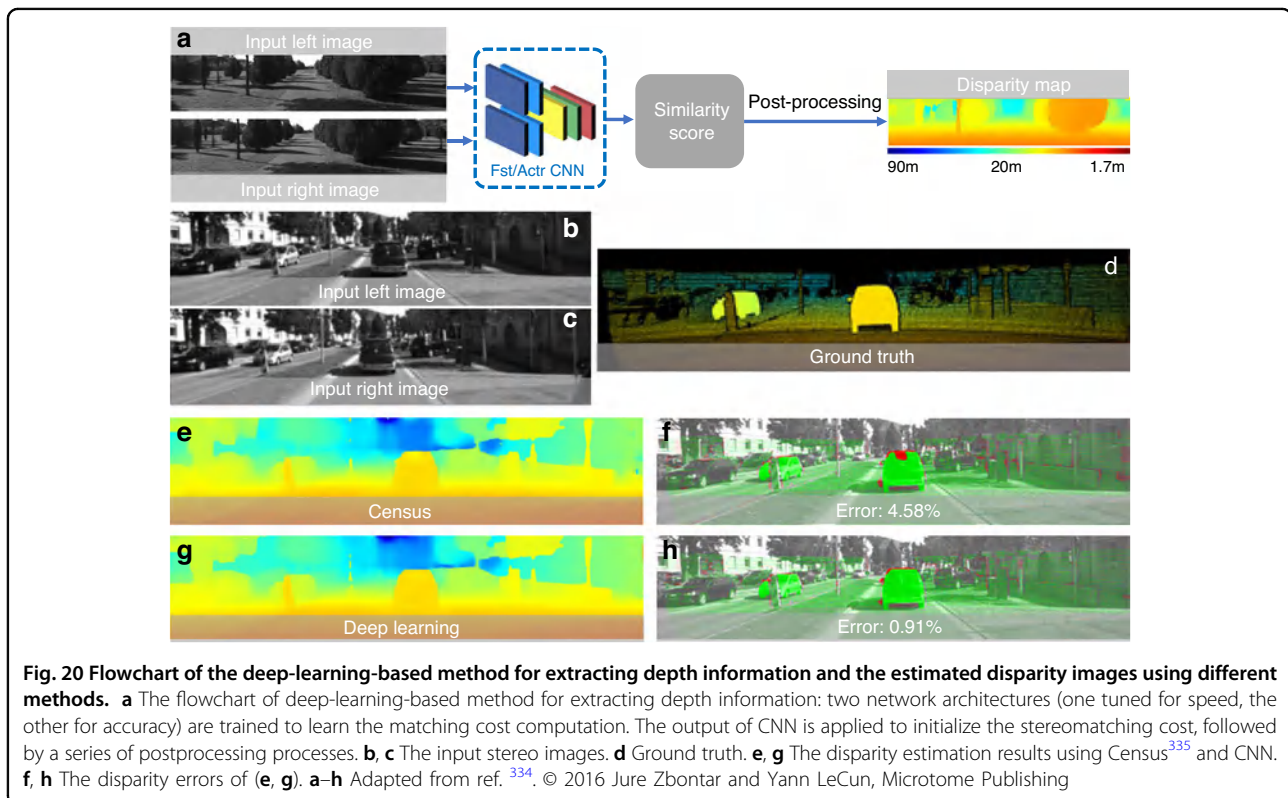 a
Input left image
Input right image
Fst/Actr CNN
Similarity
score
Post-processing
Disparity map
90m 20m 1.7m
b
Input left image
c
Input right image
d
Ground truth
e
Census
f
Error: 4.58%
g
Deep learning
h
Error: 0.91%
Fig. 20 Flowchart of the deep-learning-based method for extracting depth information and the estimated disparity images using different
methods. a The flowchart of deep-learning-based method for extracting depth information: two network architectures (one tuned for speed, the
other for accuracy) are trained to learn the matching cost computation. The output of CNN is applied to initialize the stereomatching cost, followed
by a series of postprocessing processes. b, c The input stereo images. d Ground truth. e, g The disparity estimation results using Census335 and CNN.
f, h The disparity errors of (e, g). a–h Adapted from ref. 334. © 2016 Jure Zbontar and Yann LeCun, Microtome Publishing